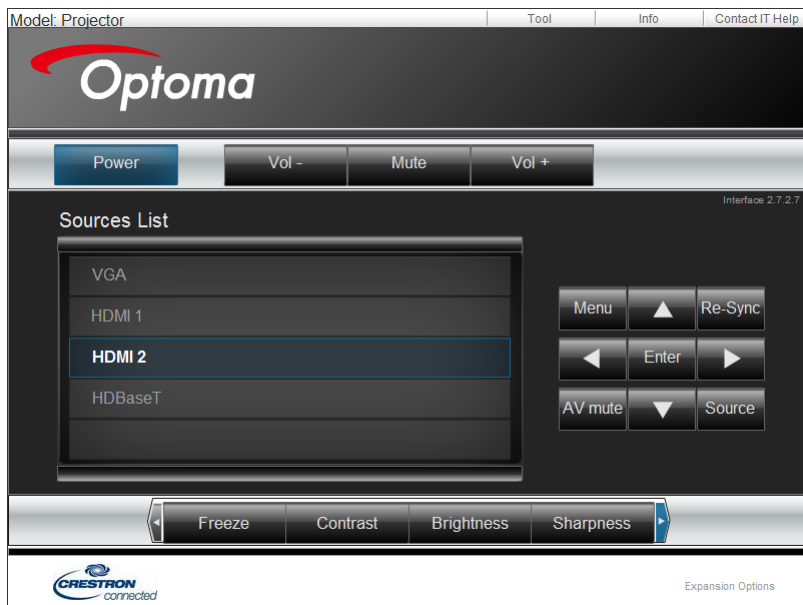 Model: Projector Tool Info Contact IT Help
Optoma
Power Vol - Mute Vol +
Interface 2.7.2.7
Sources List
VGA
HDMI 1
HDMI 2
HDBaseT
Menu Re-Sync
Enter
AV mute Source
Freeze Contrast Brightness Sharpness
CRESTRON
connected
Expansion Options